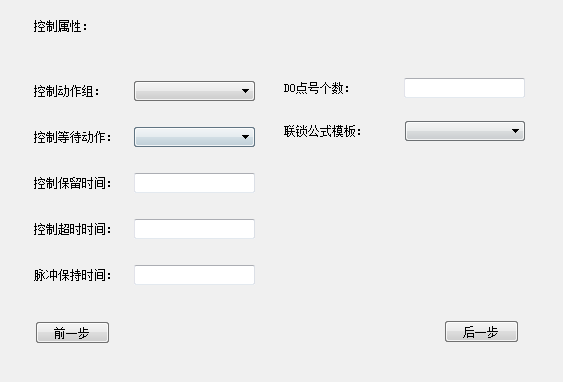 控制属性：
控制动作组：
DO点号个数：
控制等待动作：
联锁公式模板：
控制保留时间：
控制超时时间：
脉冲保持时间：
前一步
后一步